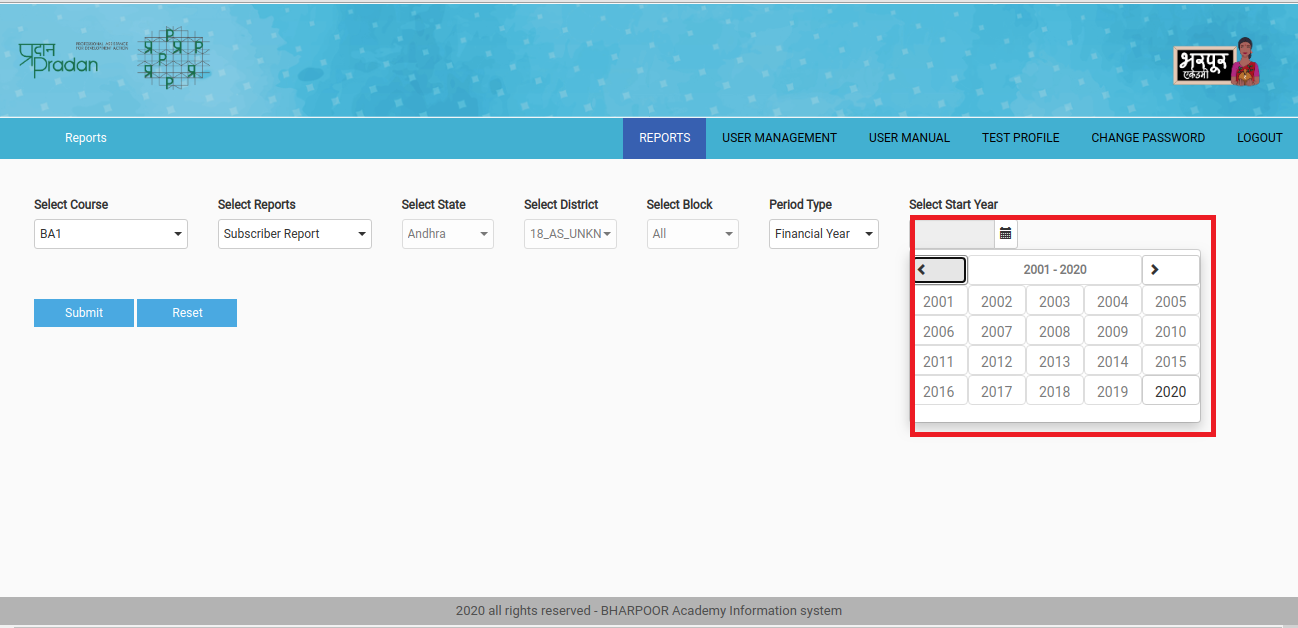 प्रदान
Pradan
PROFESSIONAL ASSISTANCE
FOR DEVELOPMENT ACTION
P
P P P
P
P P
P
भरपूर
एकेडमी
Reports
REPORTS
USER MANAGEMENT
USER MANUAL
TEST PROFILE
CHANGE PASSWORD
LOGOUT
Select Course
Select Reports
Select State
Select District
Select Block
Period Type
Select Start Year
BA1
Subscriber Report
Andhra
18_AS_UNKN
All
Financial Year
2001 - 2020
2001 2002 2003 2004 2005
2006 2007 2008 2009 2010
2011 2012 2013 2014 2015
2016 2017 2018 2019 2020
Submit
Reset
2020 all rights reserved - BHARPOOR Academy Information system